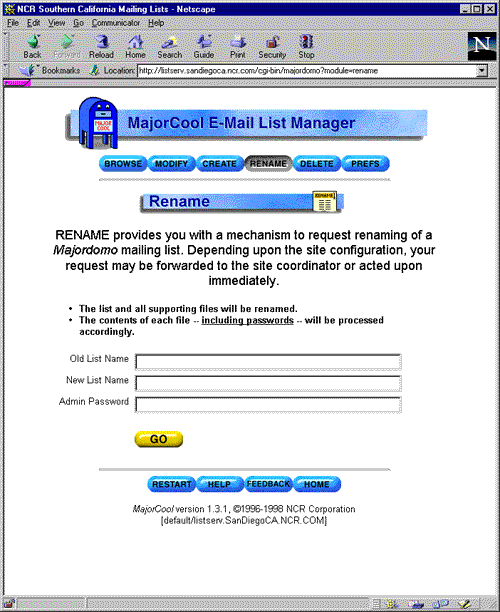 NCR Southern California Mailing Lists - Netscape
File Edit View Go Communicator Help
Back Forward Reload Home Search Guide Print Security Stop
N
Bookmarks Location: http://listserv.sandiegoca.ncr.com/cgi-bin/majordomo?module=rename
MAJOR
COOL
MajorCool E-Mail List Manager
BROWSE MODIFY CREATE RENAME DELETE PREFS
Rename
RENAME
RENAME provides you with a mechanism to request renaming of a
Majordomo mailing list. Depending upon the site configuration, your
request may be forwarded to the site coordinator or acted upon
immediately.
• The list and all supporting files will be renamed.
• The contents of each file -- including passwords -- will be processed
accordingly.
Old List Name
New List Name
Admin Password
GO
RESTART HELP FEEDBACK HOME
MajorCool version 1.3.1, ©1996-1998 NCR Corporation
[default/listserv.SanDiegoCA.NCR.COM]